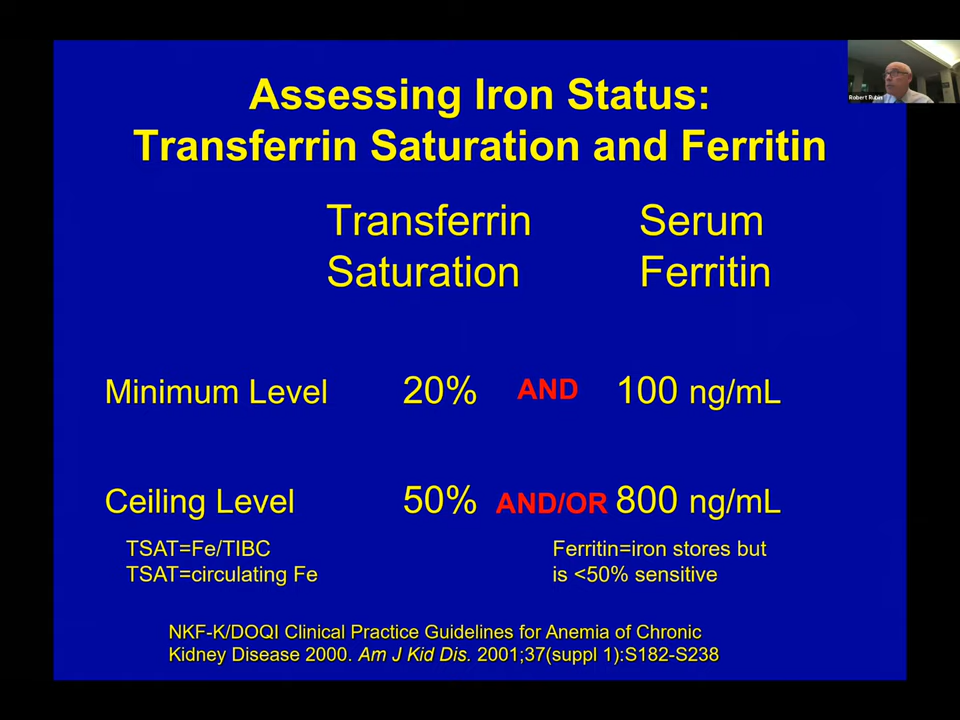 Assessing Iron Status:
Transferrin Saturation and Ferritin
Robert Rubin
Transferrin Serum
Saturation Ferritin
Minimum Level 20% AND 100 ng/mL
Ceiling Level 50% AND/OR 800 ng/mL
TSAT=Fe/TIBC Ferritin=iron stores but
TSAT=circulating Fe is <50% sensitive
NKF-K/DOQI Clinical Practice Guidelines for Anemia of Chronic
Kidney Disease 2000. Am J Kid Dis. 2001;37(suppl 1):S182-S238